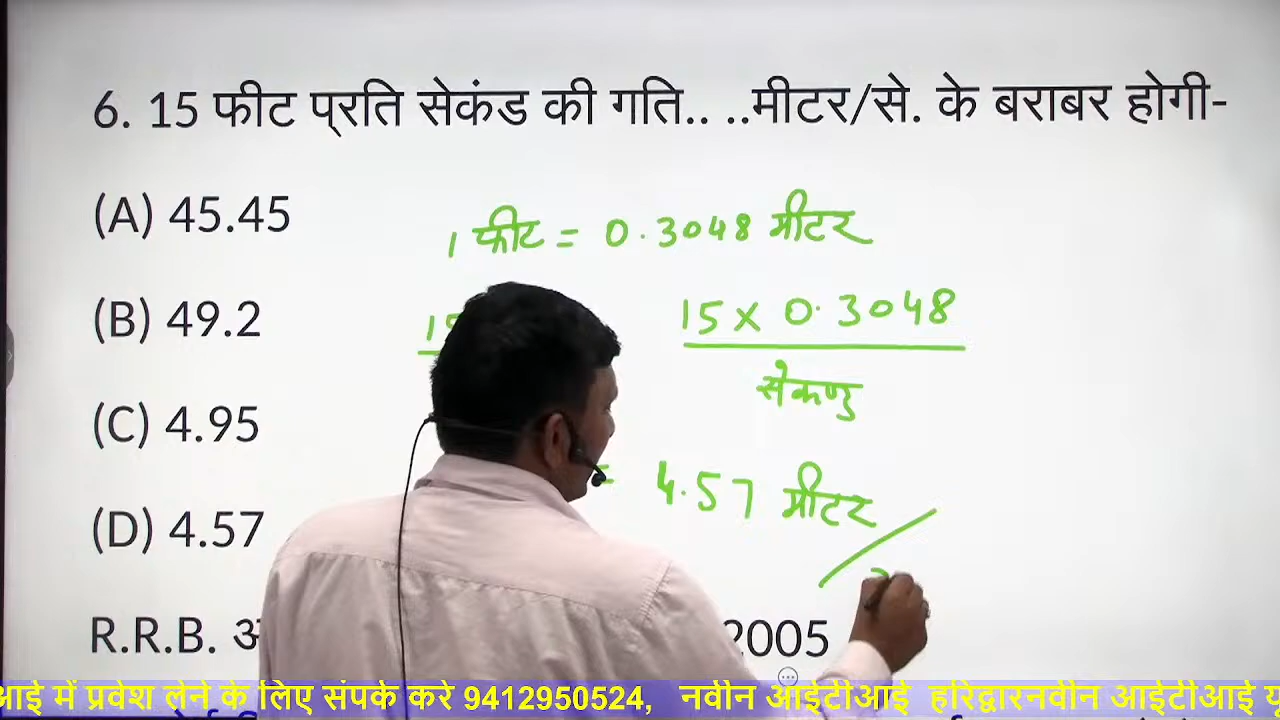 6. 15 फीट प्रति सेकंड की गति.. ..मीटर/से. के बराबर होगी-
(A) 45.45
1 फीट = 0.3048 मीटर
(B) 49.2
15 x 0.3048
सेकण्ड
(C) 4.95
= 4.57 मीटर /
(D) 4.57
R.R.B. 2005
में प्रवेश लेने के लिए संपर्क करे 9412950524, नवीन आईटीआई हरिद्वारनवीन आईटीआई